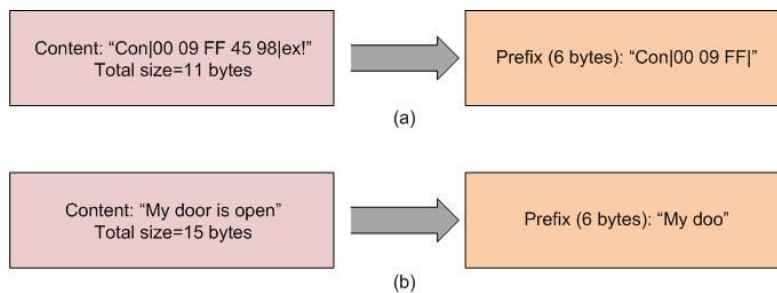 Content: “Con|00 09 FF 45 98|ex!”
Total size=11 bytes
Prefix (6 bytes): “Con|00 09 FF|”
(a)
Content: “My door is open”
Total size=15 bytes
Prefix (6 bytes): “My doo”
(b)